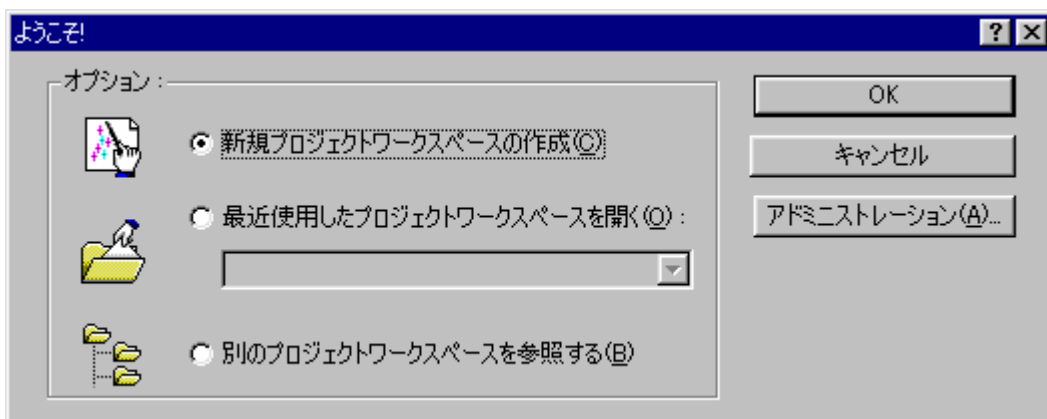 ようこそ!
オプション：
新規プロジェクトワークスペースの作成(C)
最近使用したプロジェクトワークスペースを開く(O)：
別のプロジェクトワークスペースを参照する(B)
OK
キャンセル
アドミニストレーション(A)...